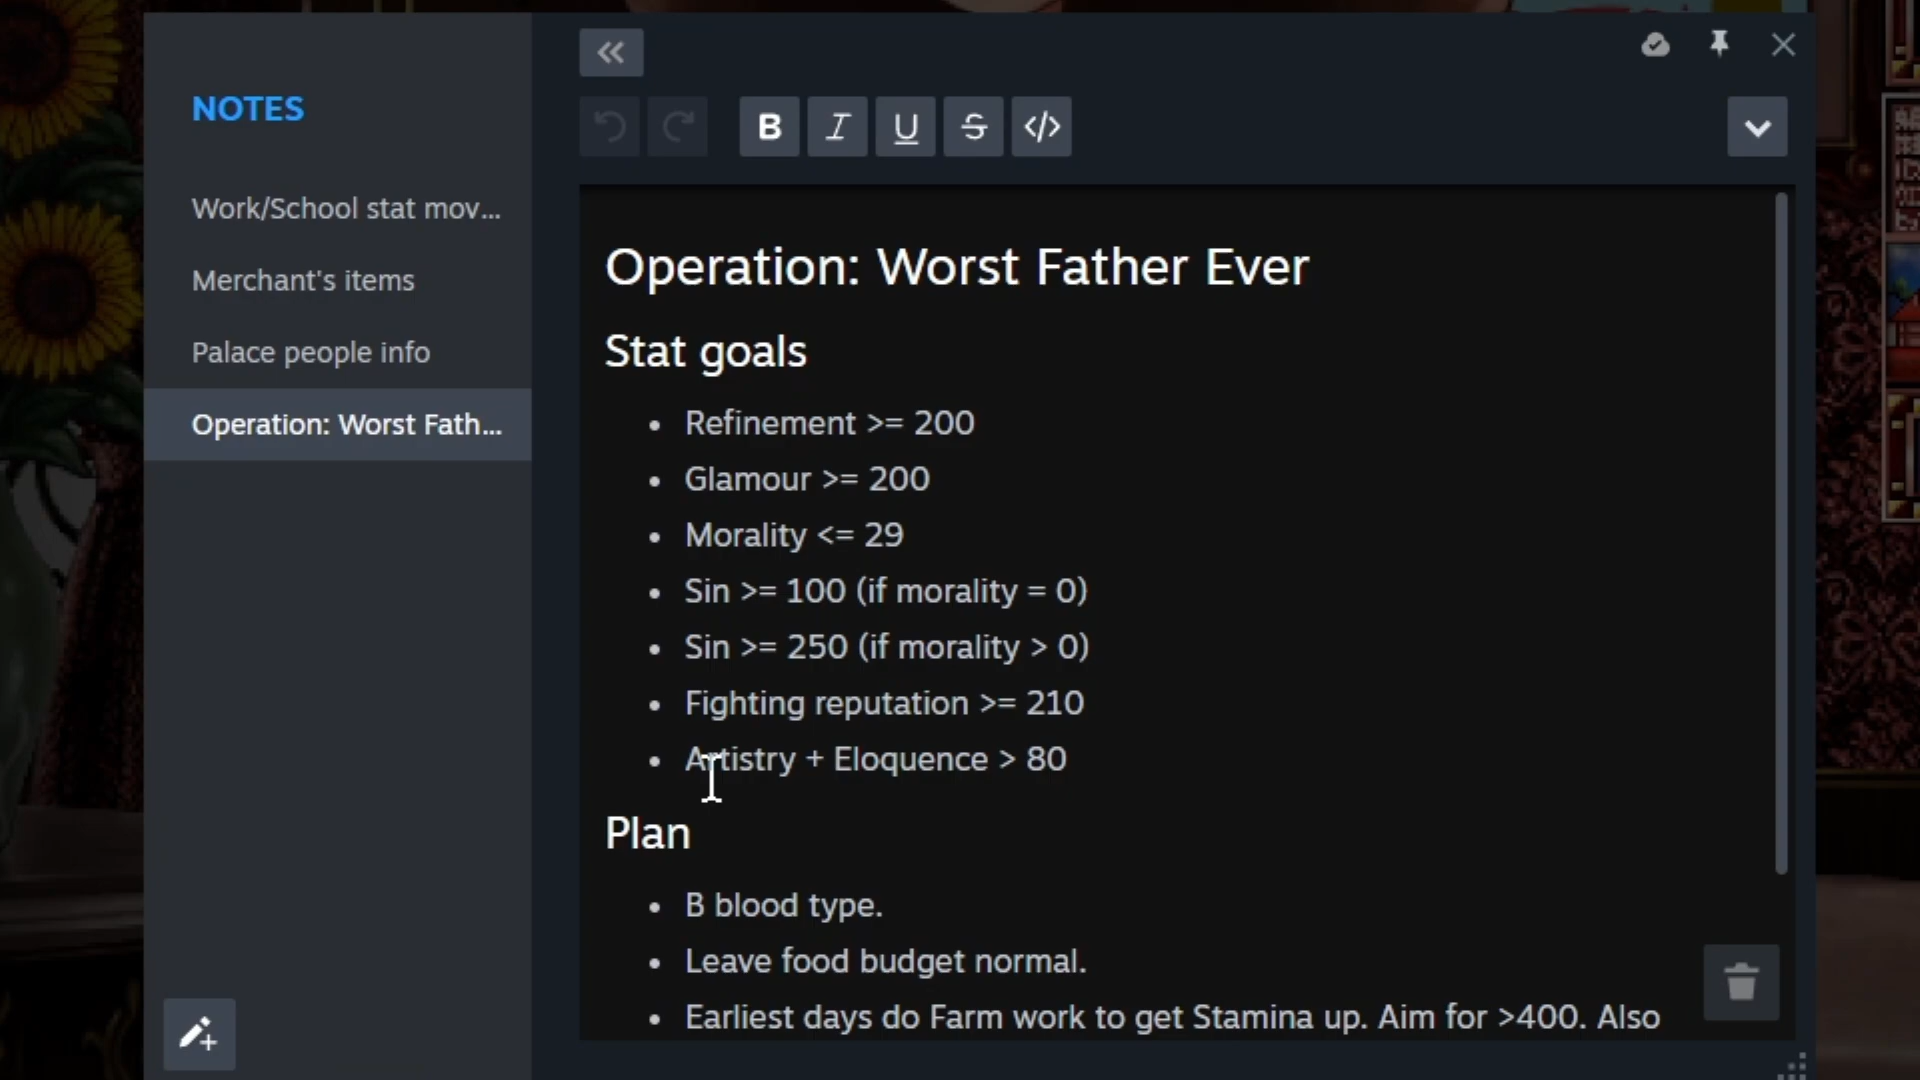 NOTES
Work/School stat mov...
Merchant's items
Palace people info
Operation: Worst Fath...
B I U S </>
Operation: Worst Father Ever
Stat goals
• Refinement >= 200
• Glamour >= 200
• Morality <= 29
• Sin >= 100 (if morality = 0)
• Sin >= 250 (if morality > 0)
• Fighting reputation >= 210
• Artistry + Eloquence > 80
Plan
• B blood type.
• Leave food budget normal.
• Earliest days do Farm work to get Stamina up. Aim for >400. Also